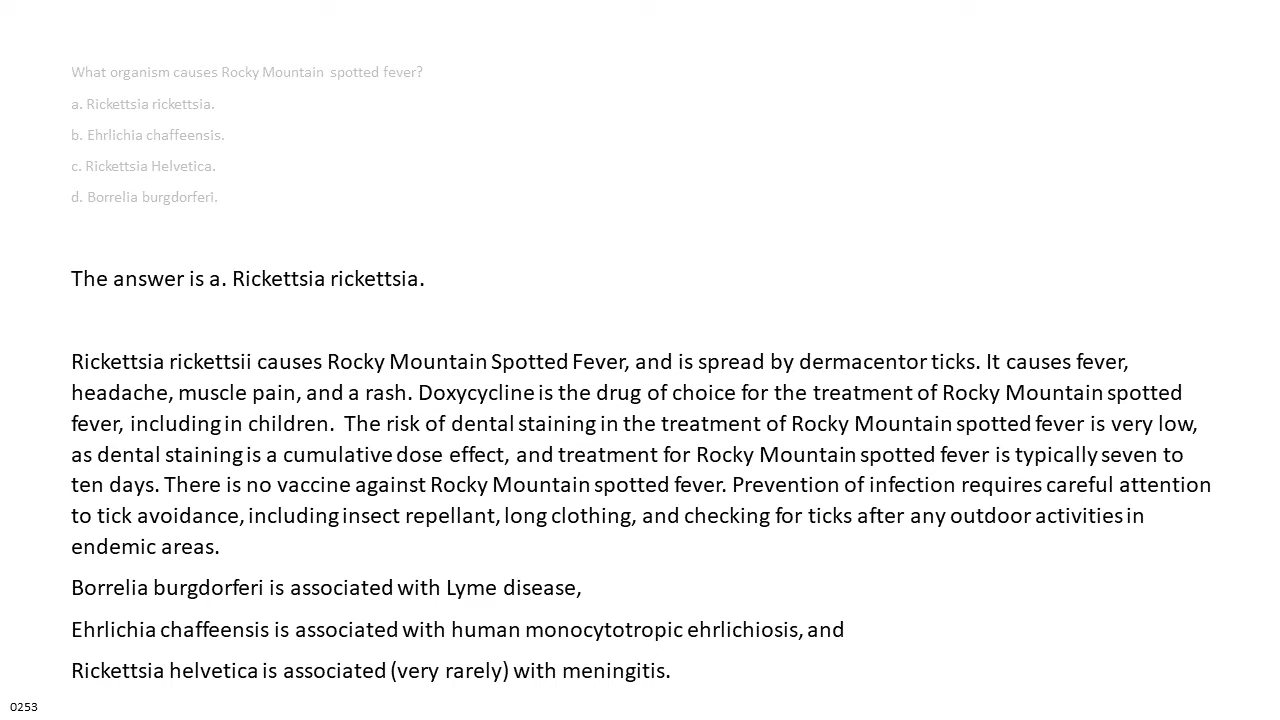 What organism causes Rocky Mountain spotted fever?
a. Rickettsia rickettsia.
b. Ehrlichia chaffeensis.
c. Rickettsia Helvetica.
d. Borrelia burgdorferi.
The answer is a. Rickettsia rickettsia.
Rickettsia rickettsii causes Rocky Mountain Spotted Fever, and is spread by dermacentor ticks. It causes fever,
headache, muscle pain, and a rash. Doxycycline is the drug of choice for the treatment of Rocky Mountain spotted
fever, including in children. The risk of dental staining in the treatment of Rocky Mountain spotted fever is very low,
as dental staining is a cumulative dose effect, and treatment for Rocky Mountain spotted fever is typically seven to
ten days. There is no vaccine against Rocky Mountain spotted fever. Prevention of infection requires careful attention
to tick avoidance, including insect repellant, long clothing, and checking for ticks after any outdoor activities in
endemic areas.
Borrelia burgdorferi is associated with Lyme disease,
Ehrlichia chaffeensis is associated with human monocytotropic ehrlichiosis, and
Rickettsia helvetica is associated (very rarely) with meningitis.
0253